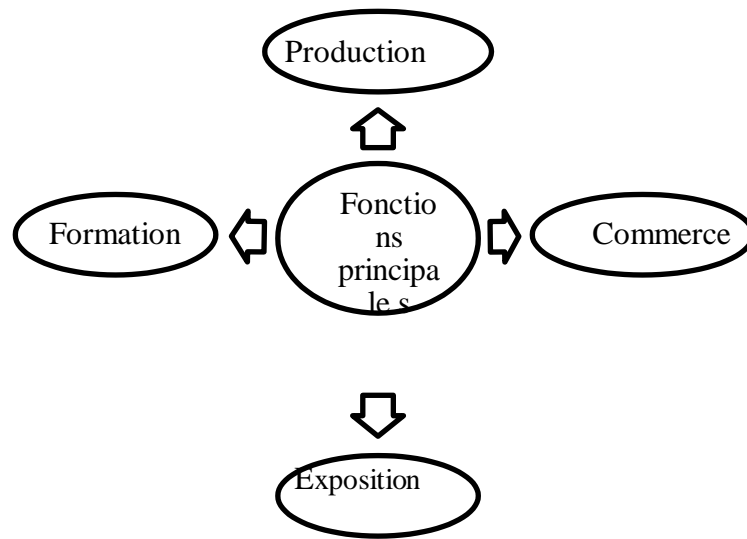 Production
Formation
Fonctio
ns
principa
le s
Commerce
Exposition